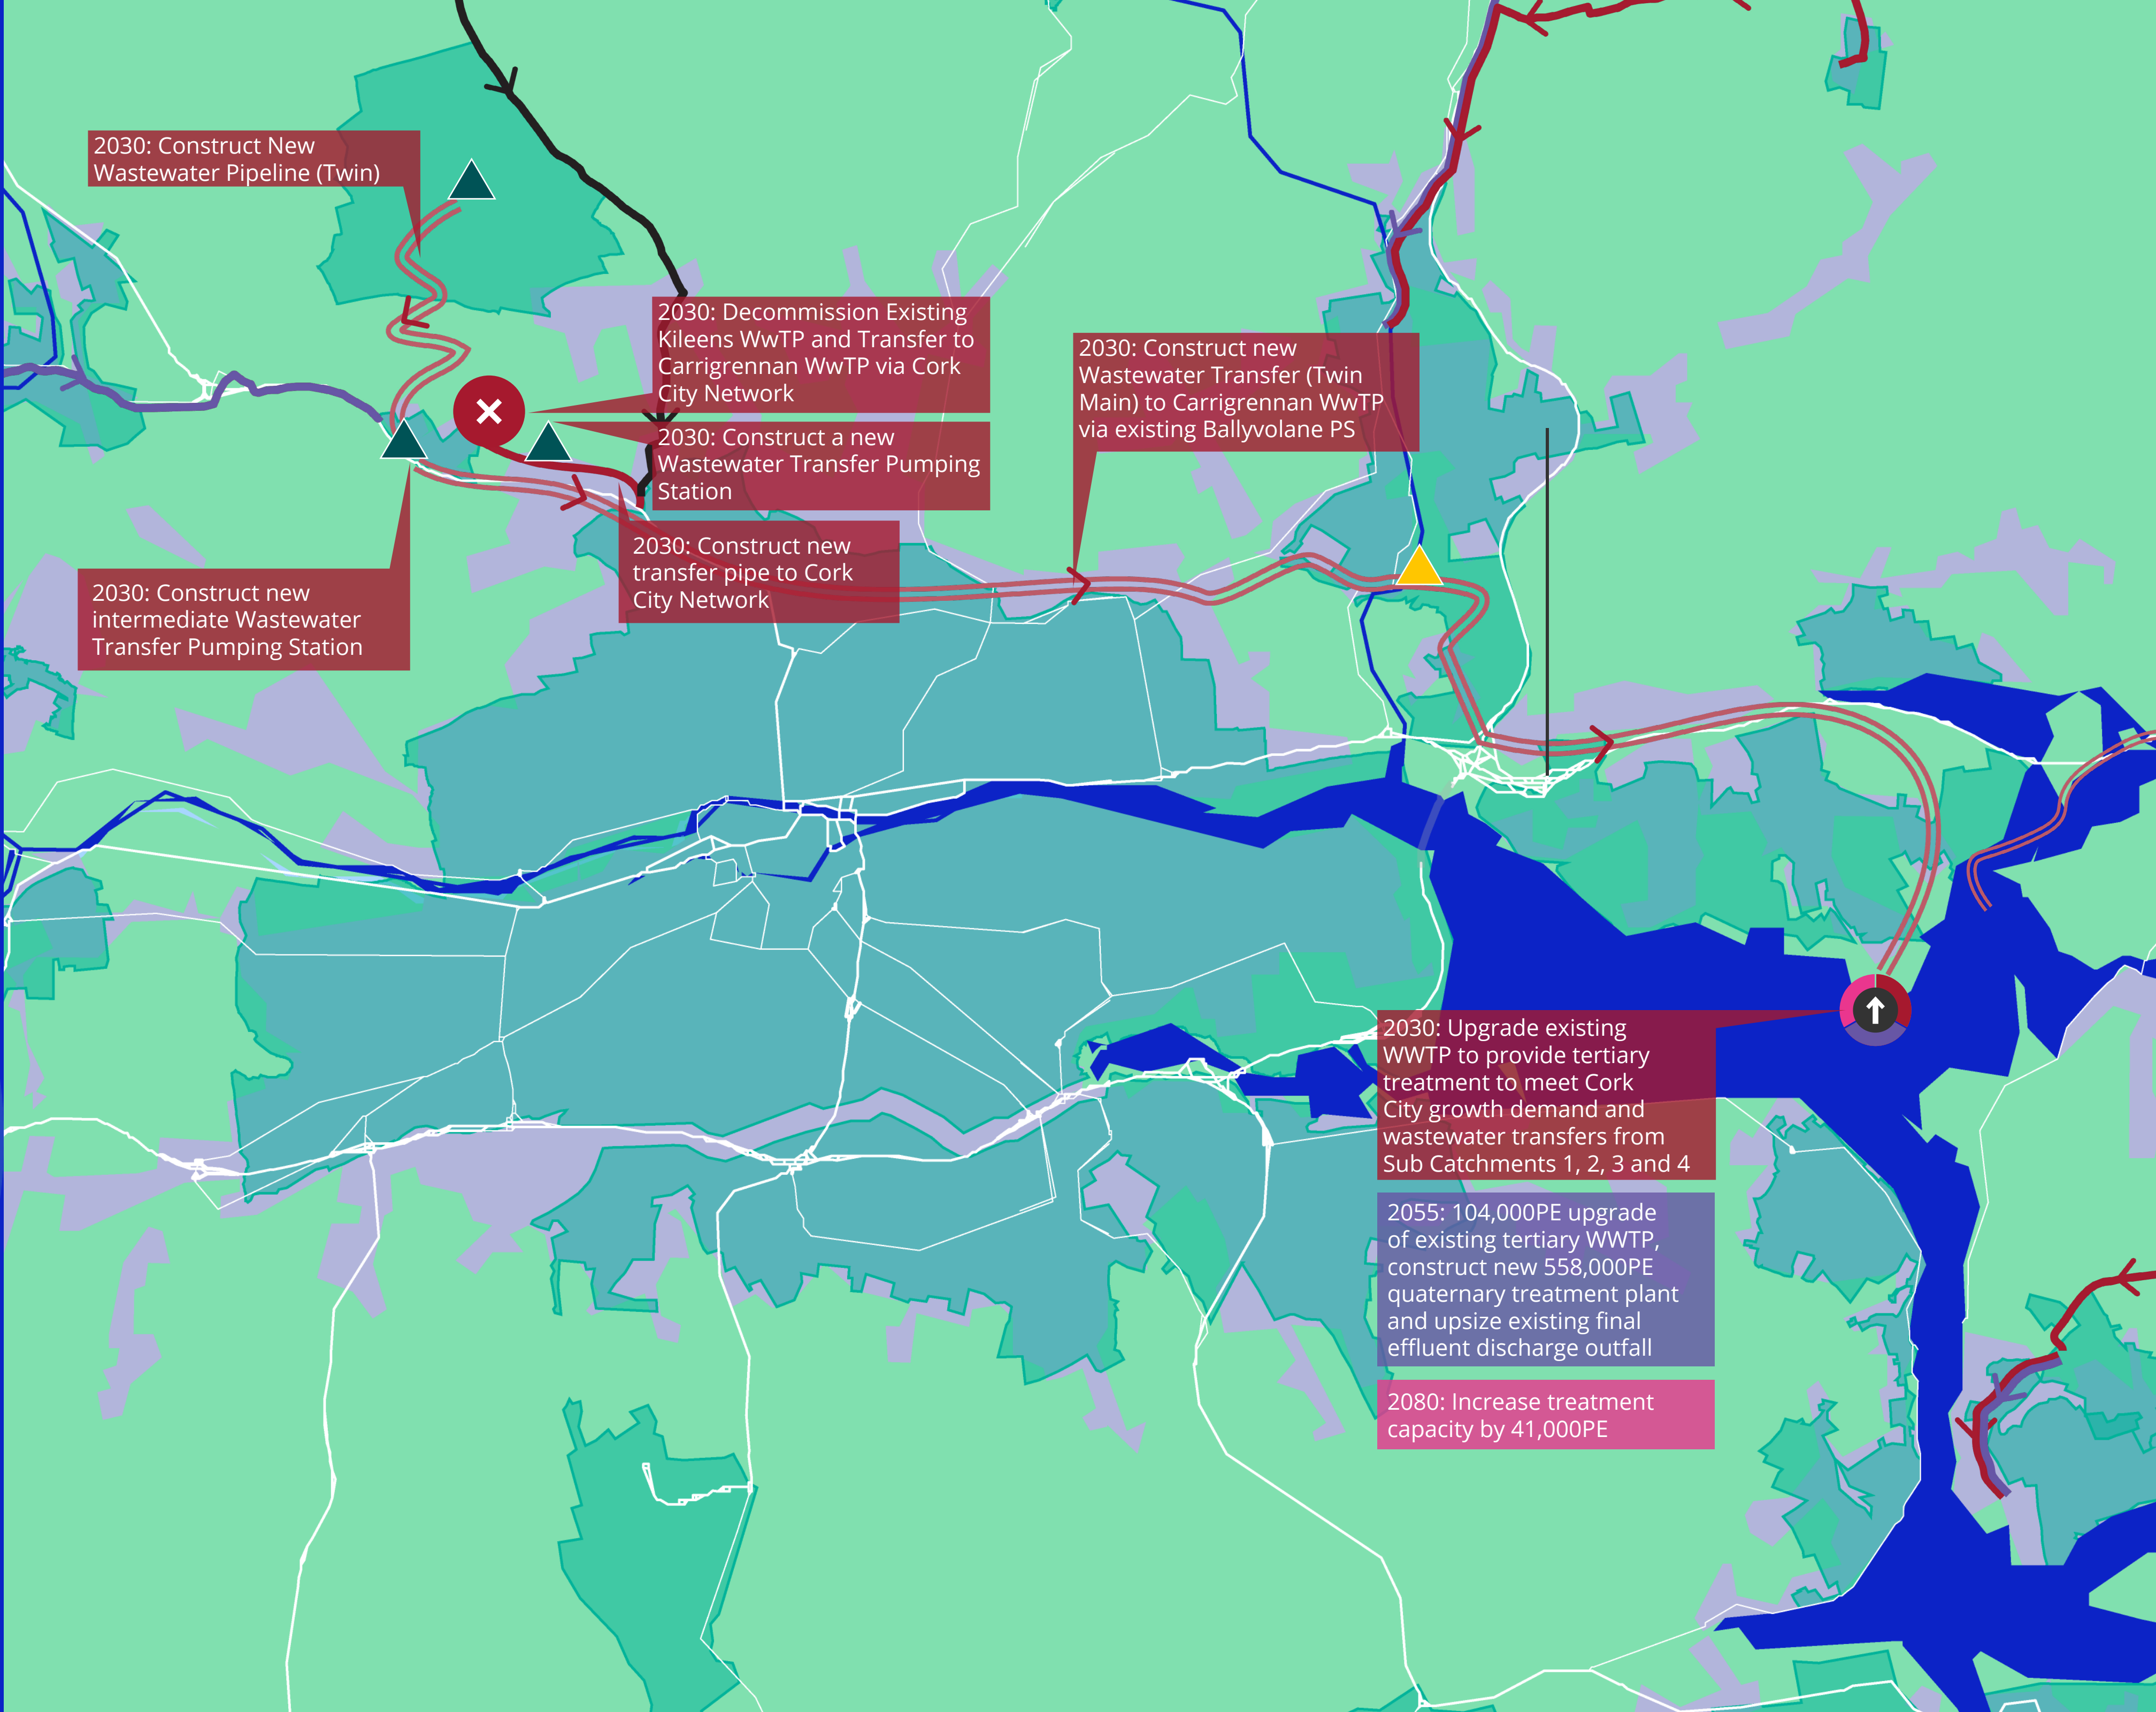 2030: Construct New
Wastewater Pipeline (Twin)
2030: Decommission Existing
Kileens WwTP and Transfer to
Carrigrennan WwTP via Cork
City Network
2030: Construct new
Wastewater Transfer (Twin
Main) to Carrigrennan WwTP
via existing Ballyvolane PS
2030: Construct a new
Wastewater Transfer Pumping
Station
2030: Construct new
transfer pipe to Cork
City Network
2030: Construct new
intermediate Wastewater
Transfer Pumping Station
2030: Upgrade existing
WWTP to provide tertiary
treatment to meet Cork
City growth demand and
wastewater transfers from
Sub Catchments 1, 2, 3 and 4
2055: 104,000PE upgrade
of existing tertiary WWTP,
construct new 558,000PE
quaternary treatment plant
and upsize existing final
effluent discharge outfall
2080: Increase treatment
capacity by 41,000PE